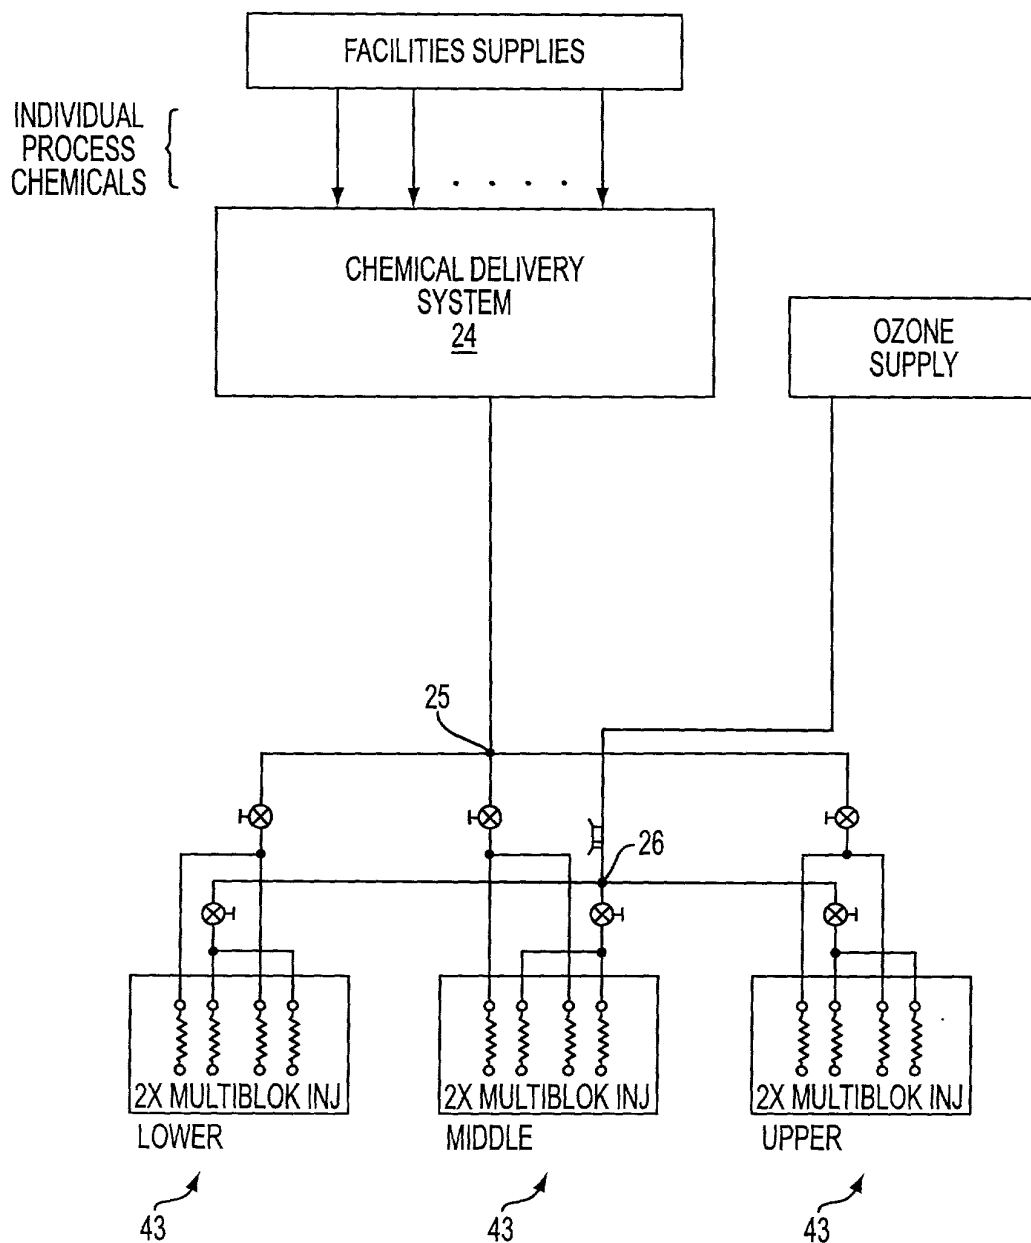 FACILITIES SUPPLIES
INDIVIDUAL
PROCESS
CHEMICALS
CHEMICAL DELIVERY
SYSTEM
24
OZONE
SUPPLY
25
26
2X MULTIBLOK INJ
2X MULTIBLOK INJ
2X MULTIBLOK INJ
LOWER
MIDDLE
UPPER
43
43
43